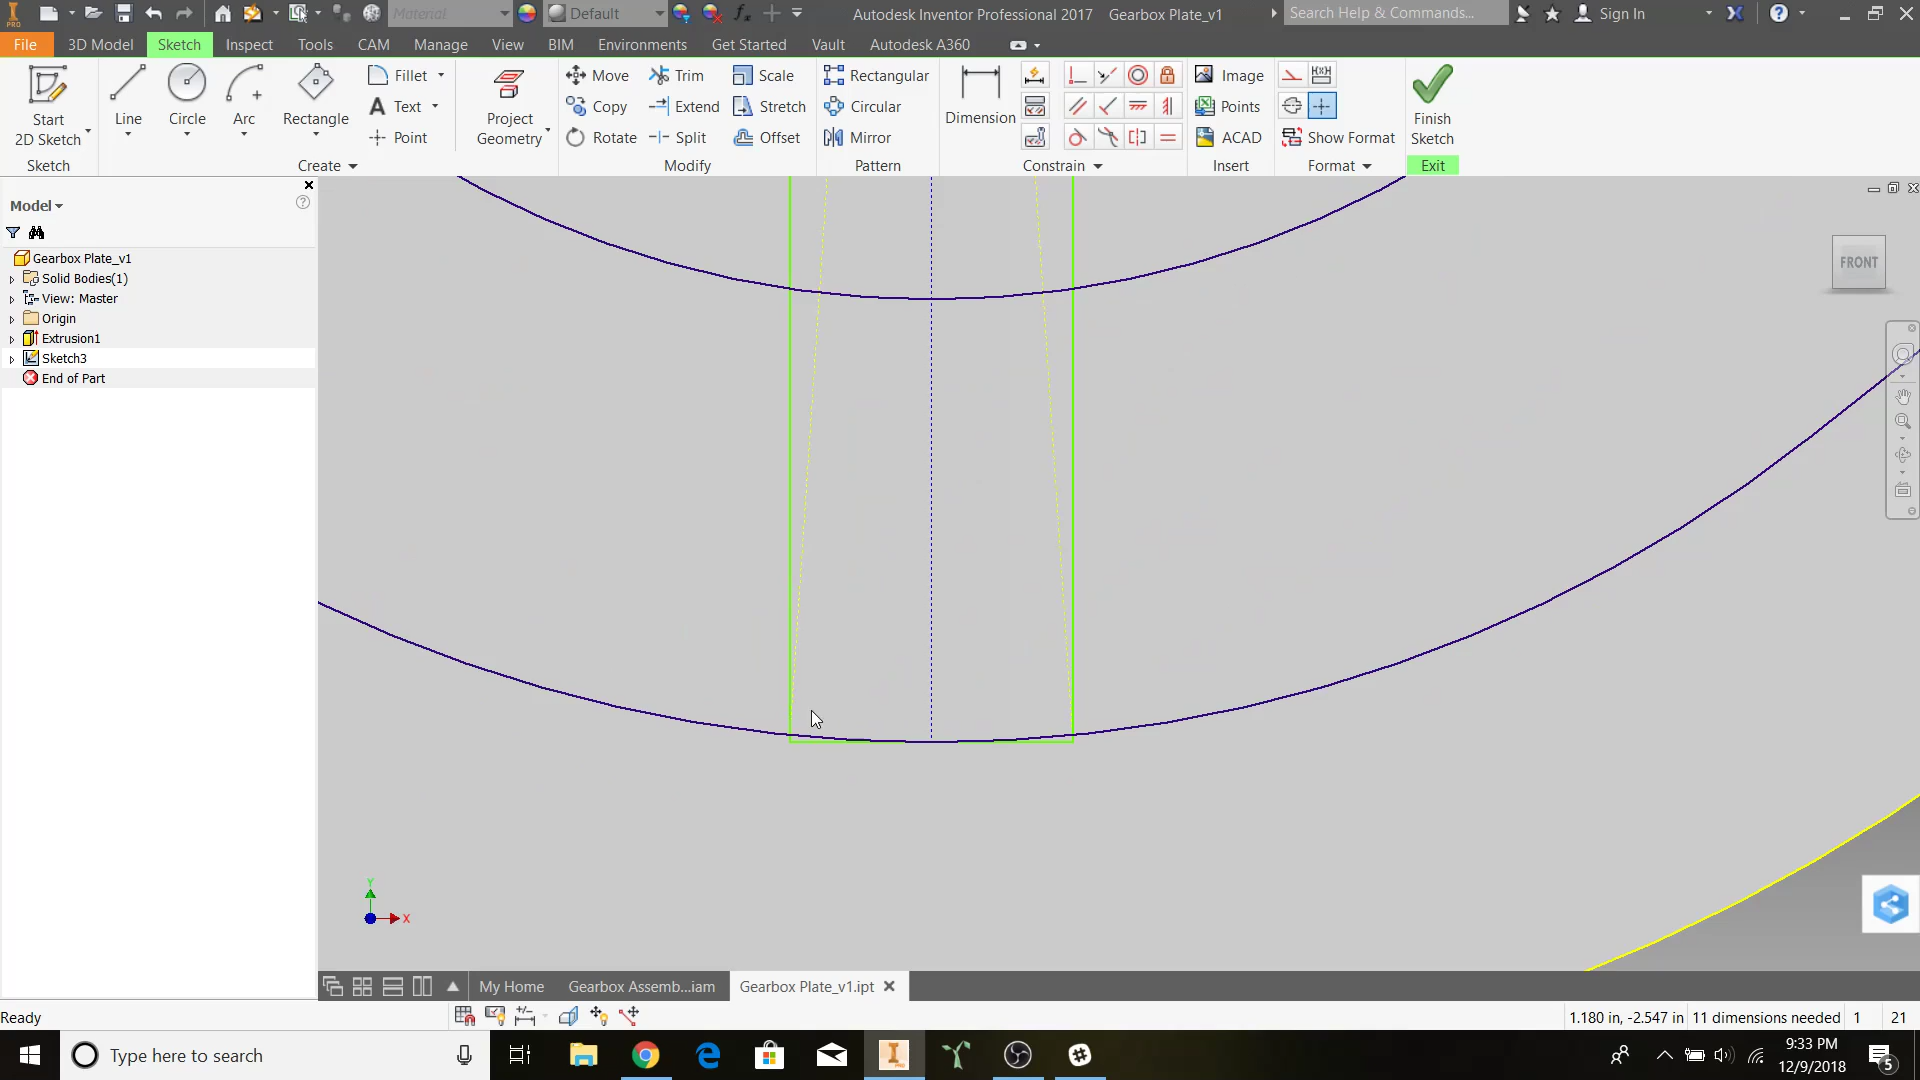 PRO
Material
Default
Autodesk Inventor Professional 2017 Gearbox Plate_v1
Search Help & Commands...
Sign In
File
3D Model
Sketch
Inspect
Tools
CAM
Manage
View
BIM
Environments
Get Started
Vault
Autodesk A360
Start
2D Sketch
Sketch
Line
Circle
Arc
Rectangle
Fillet
Text
Point
Create
Project
Geometry
Move
Copy
Rotate
Trim
Extend
Split
Scale
Stretch
Offset
Modify
Rectangular
Circular
Mirror
Pattern
Dimension
Constrain
Image
Points
ACAD
Insert
Show Format
Format
Finish
Sketch
Exit
Model
Gearbox Plate_v1
Solid Bodies(1)
View: Master
Origin
Extrusion1
Sketch3
End of Part
FRONT
Y
X
My Home
Gearbox Assemb...iam
Gearbox Plate_v1.ipt
Ready
1.180 in, -2.547 in
11 dimensions needed
1
21
Type here to search
9:33 PM
12/9/2018
5